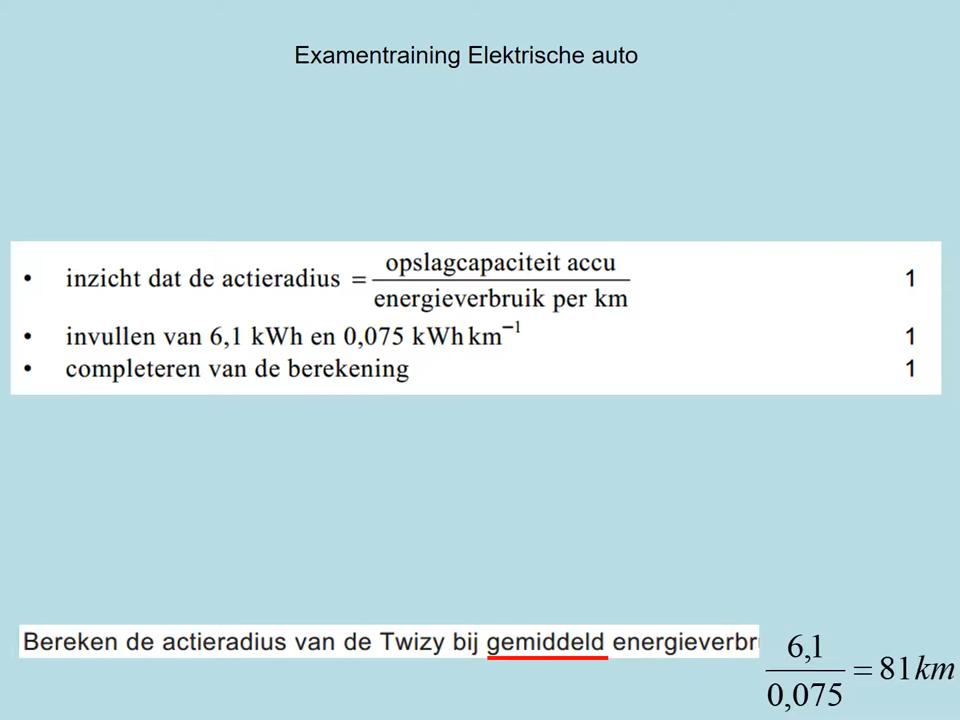 Examentraining Elektrische auto
• inzicht dat de actieradius = opslagcapaciteit accu / energieverbruik per km 1
• invullen van 6,1 kWh en 0,075 kWh km⁻¹ 1
• completeren van de berekening 1
Bereken de actieradius van de Twizy bij gemiddeld energieverbr
6,1 / 0,075 = 81 km